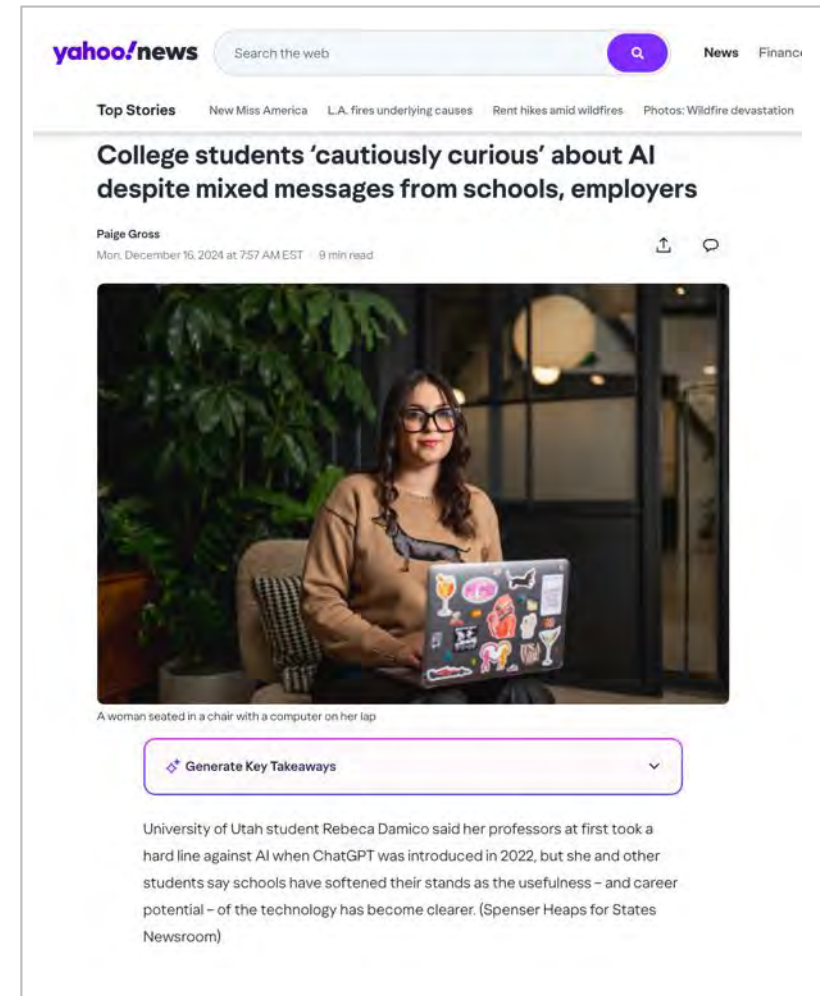 yahoo!news
Search the web
News Finance
Top Stories New Miss America L.A. fires underlying causes Rent hikes amid wildfires Photos: Wildfire devastation
College students ‘cautiously curious’ about AI
despite mixed messages from schools, employers
Paige Gross
Mon, December 16, 2024 at 7:57 AM EST · 9 min read
A woman seated in a chair with a computer on her lap
Generate Key Takeaways
University of Utah student Rebeca Damico said her professors at first took a
hard line against AI when ChatGPT was introduced in 2022, but she and other
students say schools have softened their stands as the usefulness – and career
potential – of the technology has become clearer. (Spenser Heaps for States
Newsroom)